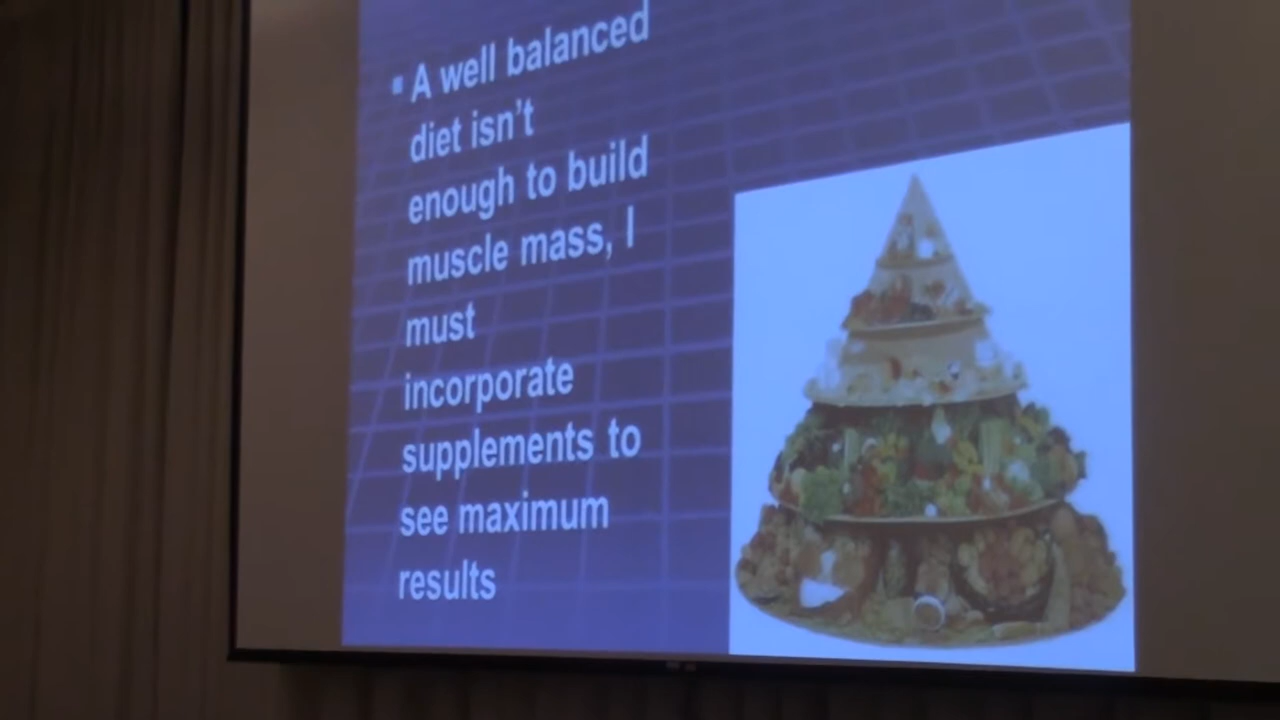 A well balanced
diet isn't
enough to build
muscle mass, I
must
incorporate
supplements to
see maximum
results